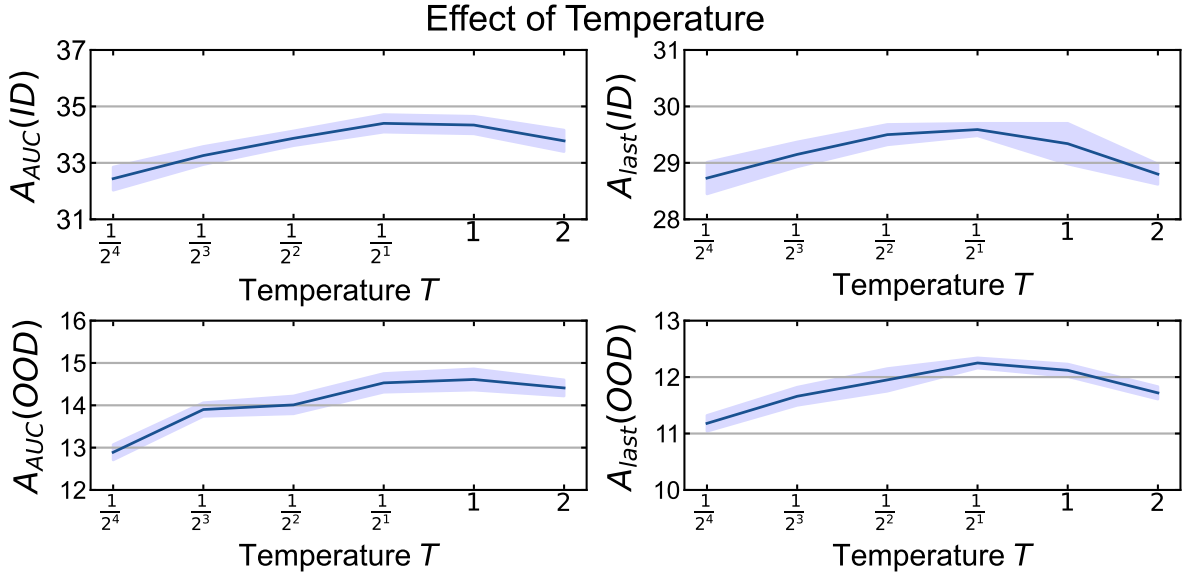 Effect of Temperature
A_AUC(ID)
37
35
33
31
1/2^4 1/2^3 1/2^2 1/2^1 1 2
Temperature T
A_last(ID)
31
30
29
28
1/2^4 1/2^3 1/2^2 1/2^1 1 2
Temperature T
A_AUC(OOD)
16
15
14
13
12
1/2^4 1/2^3 1/2^2 1/2^1 1 2
Temperature T
A_last(OOD)
13
12
11
10
1/2^4 1/2^3 1/2^2 1/2^1 1 2
Temperature T